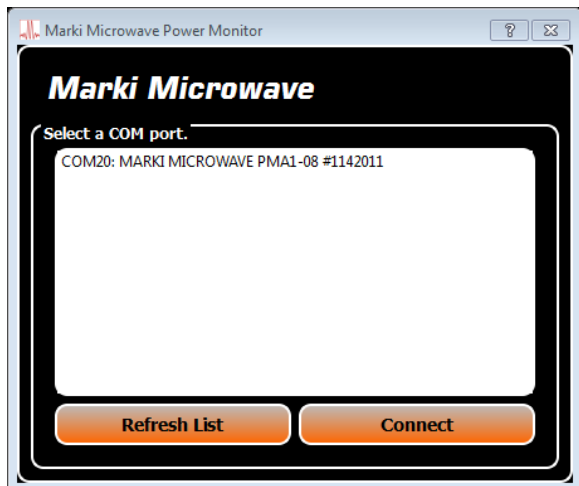 Marki Microwave Power Monitor
Marki Microwave
Select a COM port.
COM20: MARKI MICROWAVE PMA1-08 #1142011
Refresh List Connect